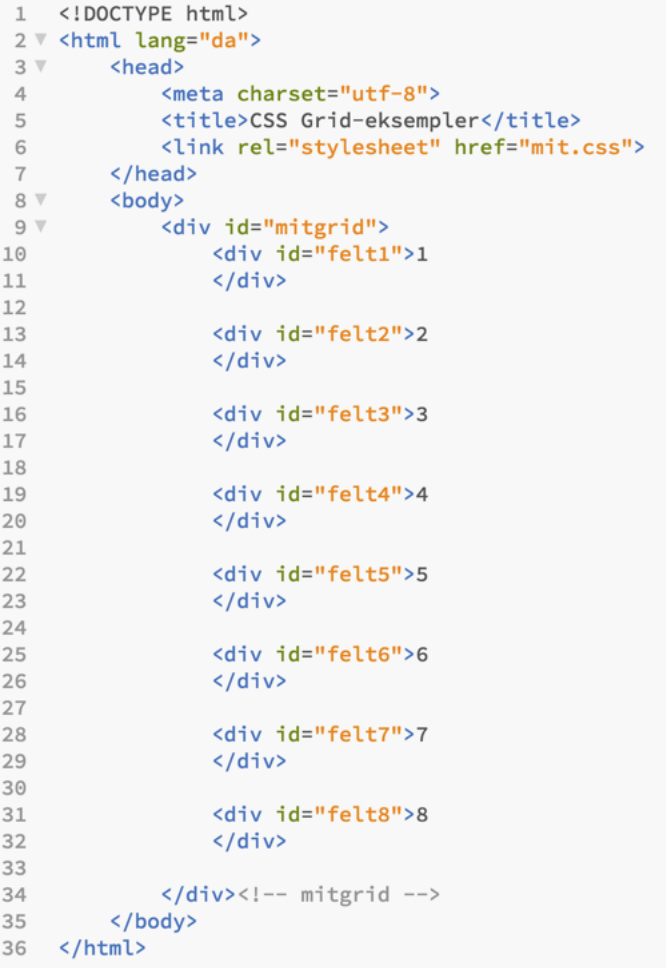 1 <!DOCTYPE html>
2 ▼ <html lang="da">
3 ▼     <head>
4         <meta charset="utf-8">
5         <title>CSS Grid-eksempler</title>
6         <link rel="stylesheet" href="mit.css">
7     </head>
8 ▼     <body>
9 ▼         <div id="mitgrid">
10             <div id="felt1">1
11             </div>
12
13             <div id="felt2">2
14             </div>
15
16             <div id="felt3">3
17             </div>
18
19             <div id="felt4">4
20             </div>
21
22             <div id="felt5">5
23             </div>
24
25             <div id="felt6">6
26             </div>
27
28             <div id="felt7">7
29             </div>
30
31             <div id="felt8">8
32             </div>
33
34         </div><!-- mitgrid -->
35     </body>
36 </html>